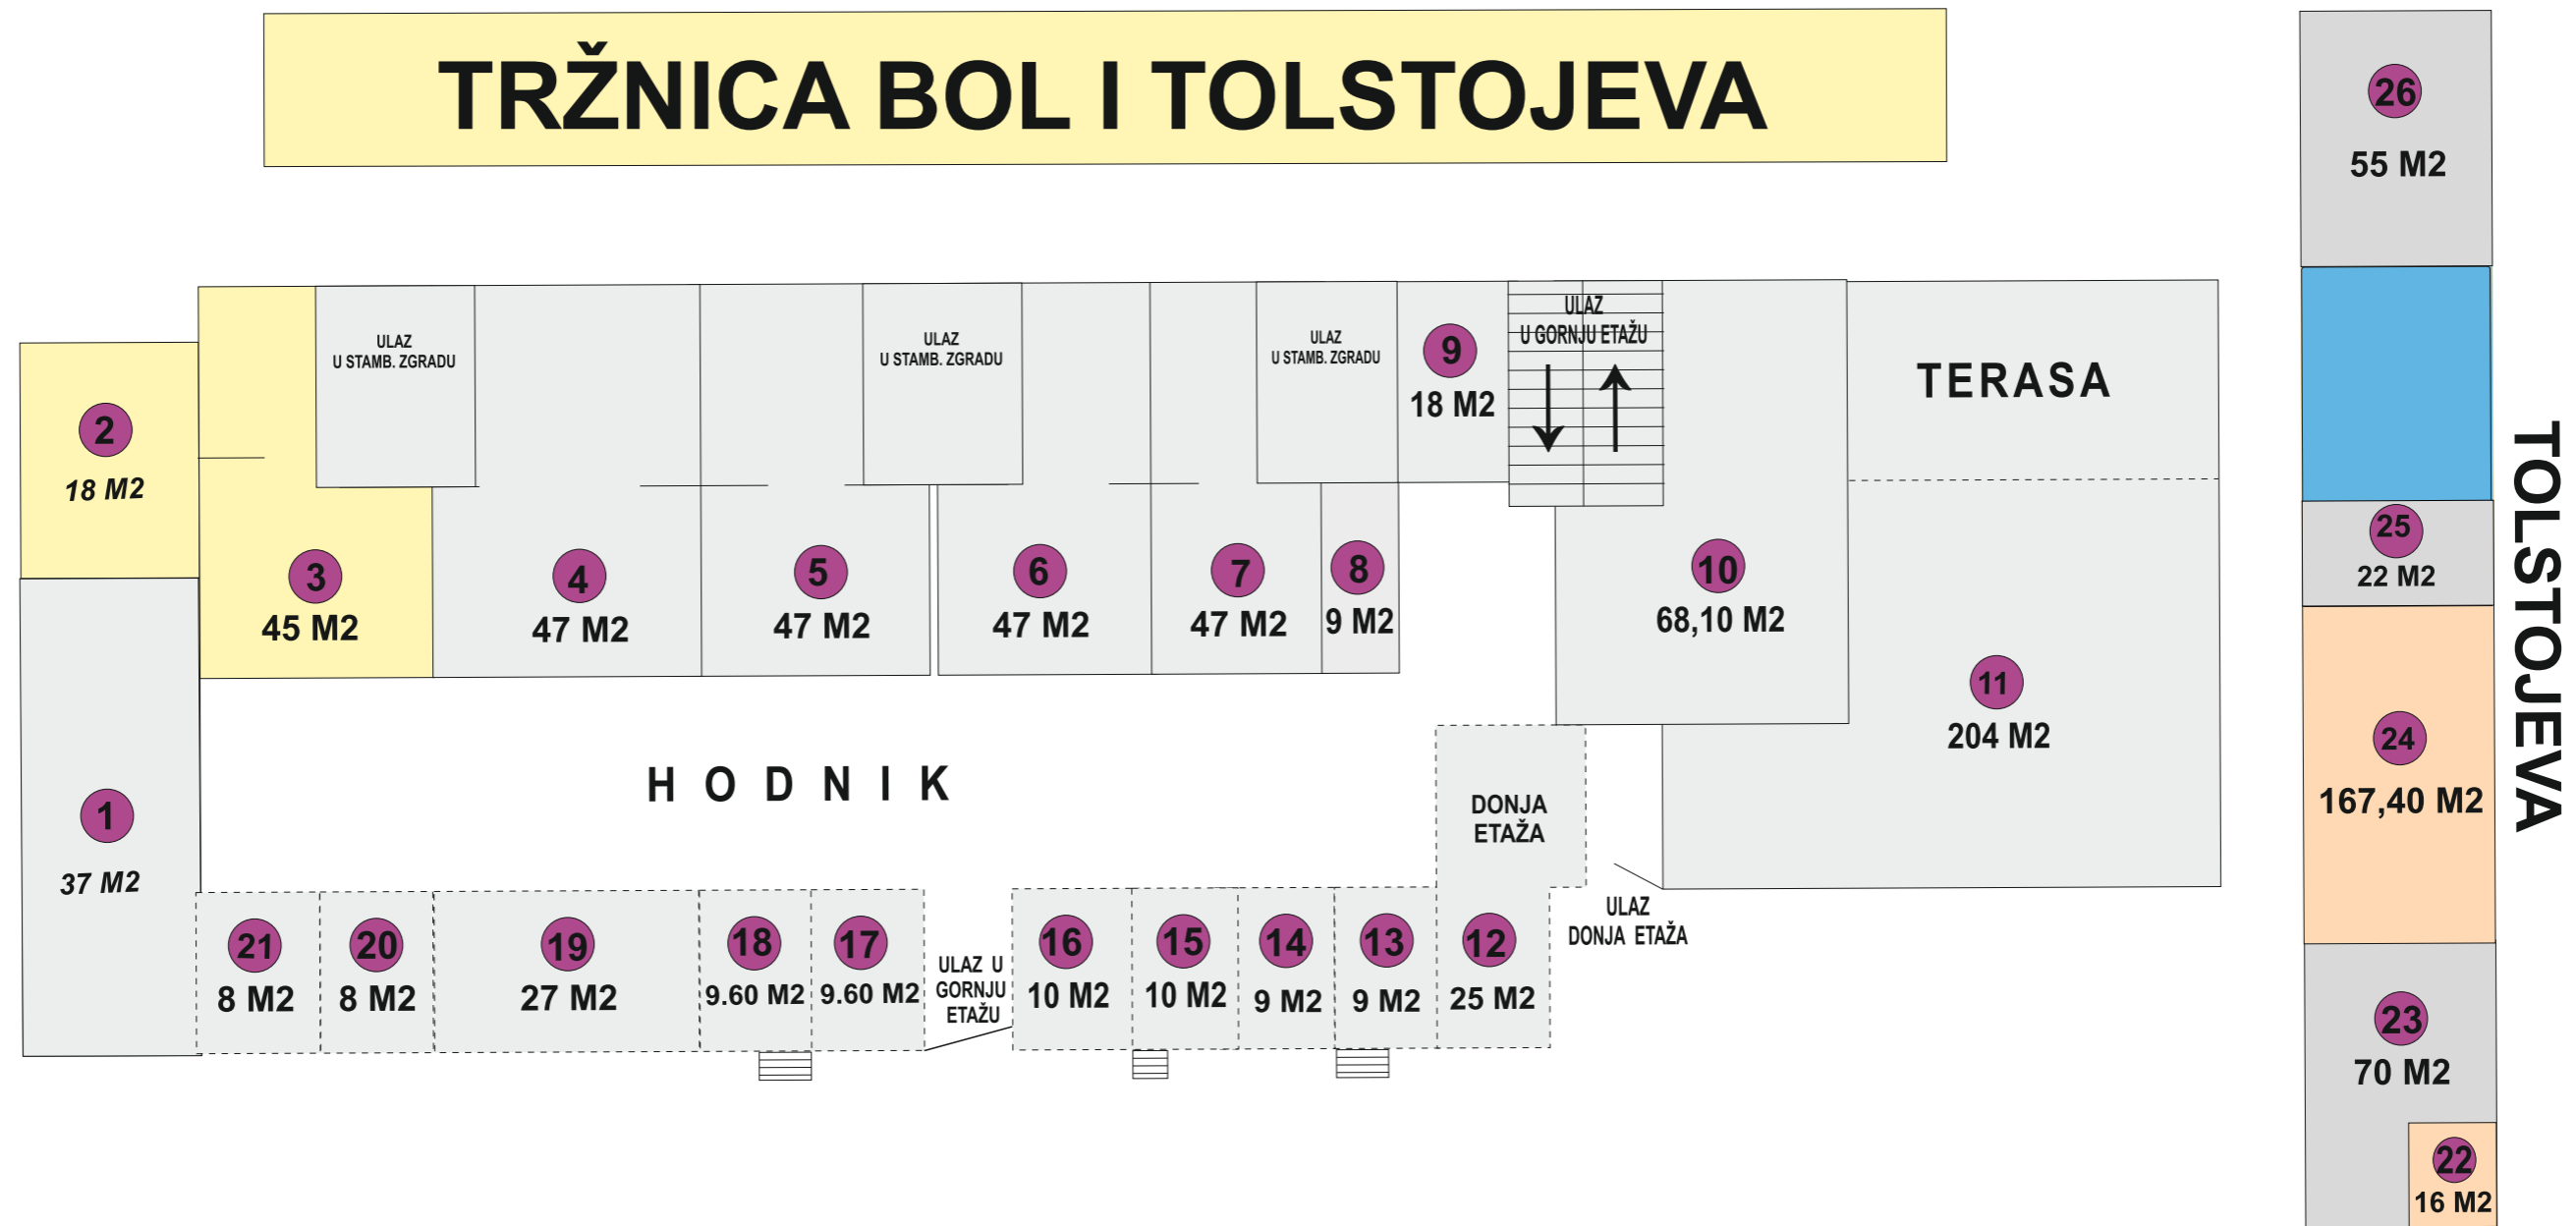 TRŽNICA BOL I TOLSTOJEVA
26
55 M2
ULAZ
U STAMB. ZGRADU
ULAZ
U STAMB. ZGRADU
ULAZ
U STAMB. ZGRADU
9
18 M2
ULAZ
U GORNJU ETAŽU
TERASA
2
18 M2
3
45 M2
4
47 M2
5
47 M2
6
47 M2
7
47 M2
8
9 M2
10
68,10 M2
11
204 M2
25
22 M2
24
167,40 M2
TOLSTOJEVA
1
37 M2
HODNIK
DONJA
ETAŽA
ULAZ
DONJA ETAŽA
21
8 M2
20
8 M2
19
27 M2
18
9.60 M2
17
9.60 M2
ULAZ U
GORNJU
ETAŽU
16
10 M2
15
10 M2
14
9 M2
13
9 M2
12
25 M2
23
70 M2
22
16 M2